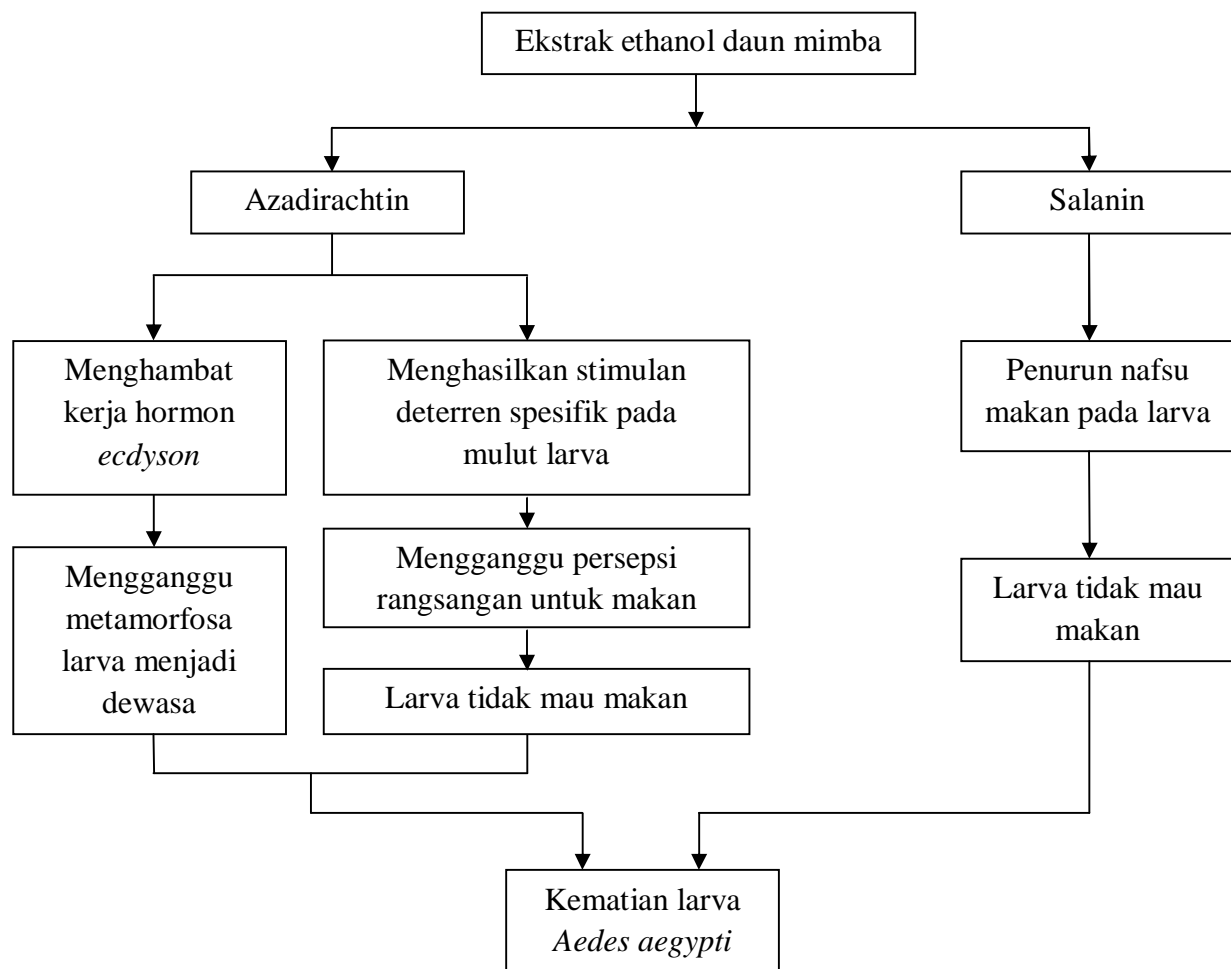 Ekstrak ethanol daun mimba
Azadirachtin
Salanin
Menghambat
kerja hormon
ecdyson
Menghasilkan stimulan
deterren spesifik pada
mulut larva
Penurun nafsu
makan pada larva
Mengganggu
metamorfosa
larva menjadi
dewasa
Mengganggu persepsi
rangsangan untuk makan
Larva tidak mau makan
Larva tidak mau
makan
Kematian larva
Aedes aegypti